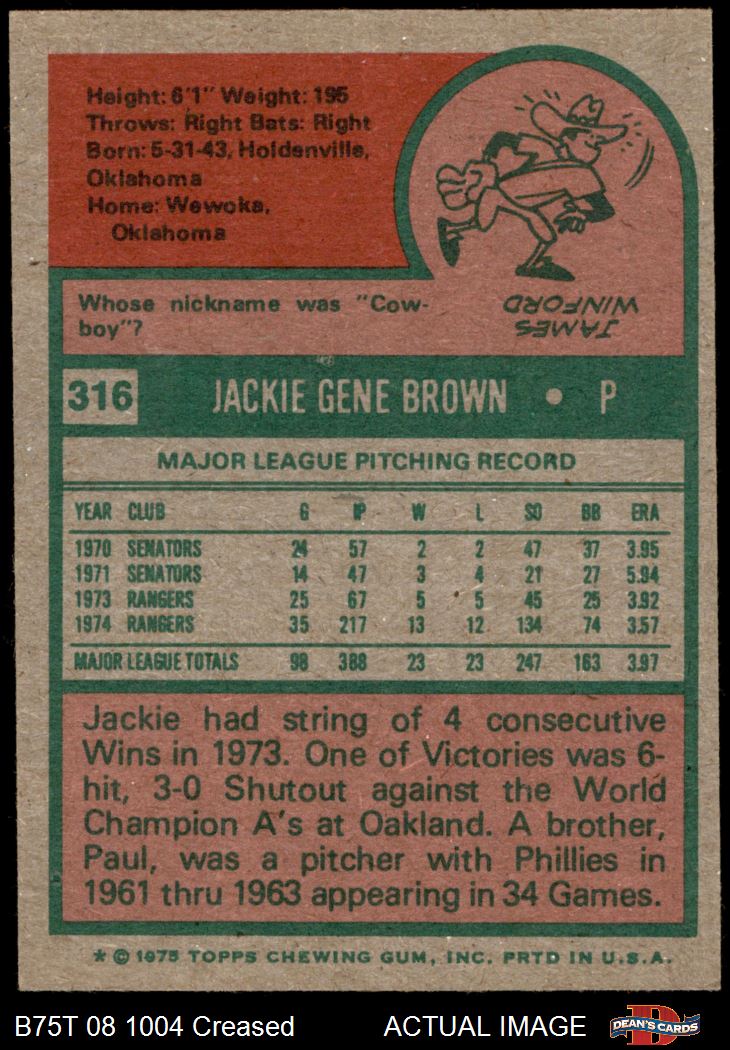 Height: 6'1" Weight: 195
Throws: Right Bats: Right
Born: 5-31-43, Holdenville,
Oklahoma
Home: Wewoka,
Oklahoma
Whose nickname was "Cow-
boy"?
JAMES
WINFORD
316 JACKIE GENE BROWN • P
MAJOR LEAGUE PITCHING RECORD
YEAR CLUB G IP W L SO BB ERA
1970 SENATORS 24 57 2 2 47 37 3.95
1971 SENATORS 14 47 3 4 21 27 5.94
1973 RANGERS 25 67 5 5 45 25 3.92
1974 RANGERS 35 217 13 12 134 74 3.57
MAJOR LEAGUE TOTALS 98 388 23 23 247 163 3.97
Jackie had string of 4 consecutive
Wins in 1973. One of Victories was 6-
hit, 3-0 Shutout against the World
Champion A's at Oakland. A brother,
Paul, was a pitcher with Phillies in
1961 thru 1963 appearing in 34 Games.
* © 1975 TOPPS CHEWING GUM, INC. PRTD IN U.S.A.
B75T 08 1004 Creased ACTUAL IMAGE D DEAN'S CARDS